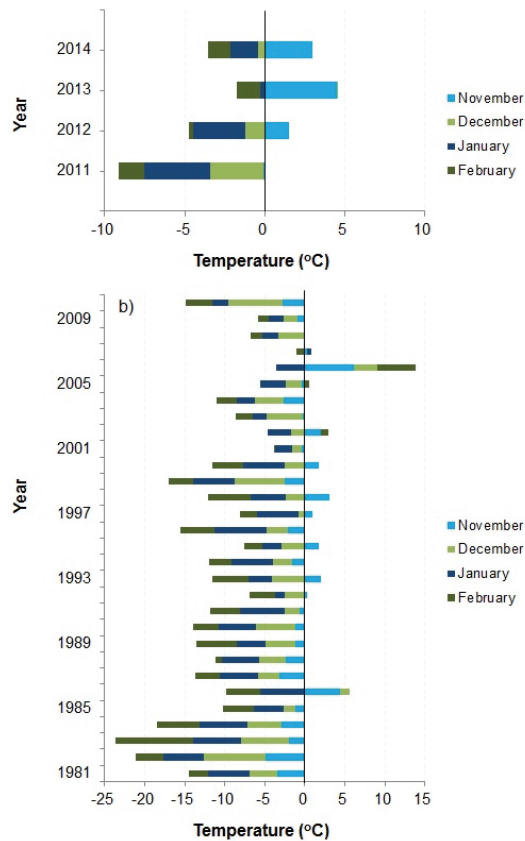 2014
2013
2012
2011
Year
-10 -5 0 5 10
Temperature (°C)
November
December
January
February
b)
2009
2005
2001
1997
1993
1989
1985
1981
Year
-25 -20 -15 -10 -5 0 5 10 15
Temperature (°C)
November
December
January
February